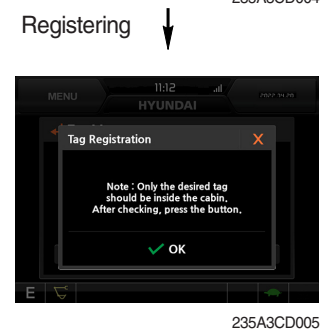 Registering
11:12
MENU
HYUNDAI
Tag Registration
X
Note : Only the desired tag
should be inside the cabin.
After checking, press the button.
OK
E
235A3CD005